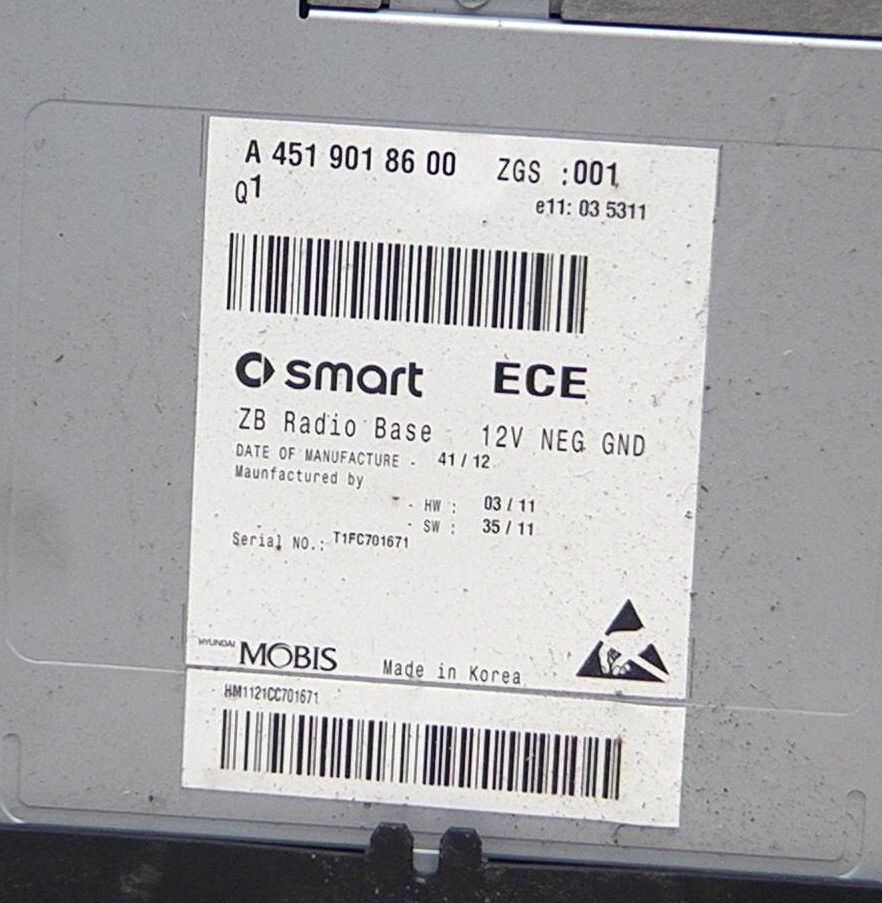 A 451 901 86 00 ZGS :001
Q1 e11: 03 5311
smart ECE
ZB Radio Base 12V NEG GND
DATE OF MANUFACTURE - 41 / 12
Maunfactured by
- HW : 03 / 11
- SW : 35 / 11
Serial NO.: T1FC701671
HYUNDAI MOBIS Made in Korea
HM1121CC701671